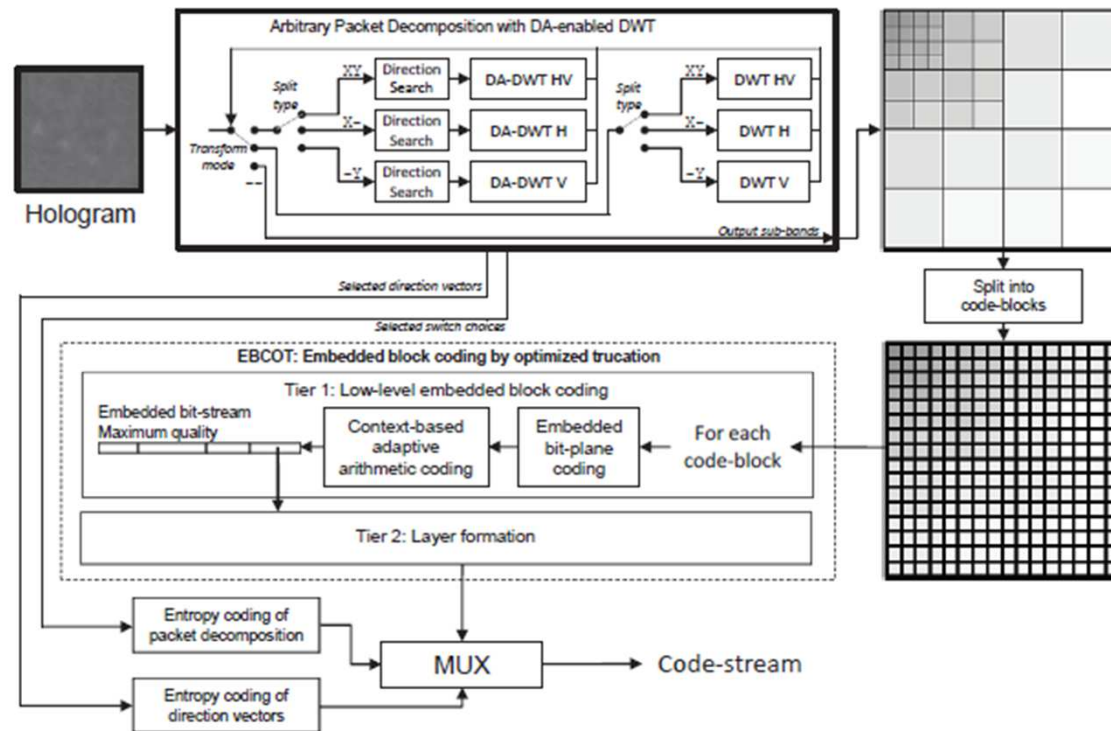 Arbitrary Packet Decomposition with DA-enabled DWT
Hologram
Transform
mode
--
Split
type
XY
X-
-Y
Direction
Search
Direction
Search
Direction
Search
DA-DWT HV
DA-DWT H
DA-DWT V
Split
type
XY
X-
-Y
DWT HV
DWT H
DWT V
Output sub-bands
Split into
code-blocks
Selected direction vectors
Selected switch choices
EBCOT: Embedded block coding by optimized trucation
Tier 1: Low-level embedded block coding
Embedded bit-stream
Maximum quality
Context-based
adaptive
arithmetic coding
Embedded
bit-plane
coding
For each
code-block
Tier 2: Layer formation
Entropy coding of
packet decomposition
MUX
Code-stream
Entropy coding of
direction vectors